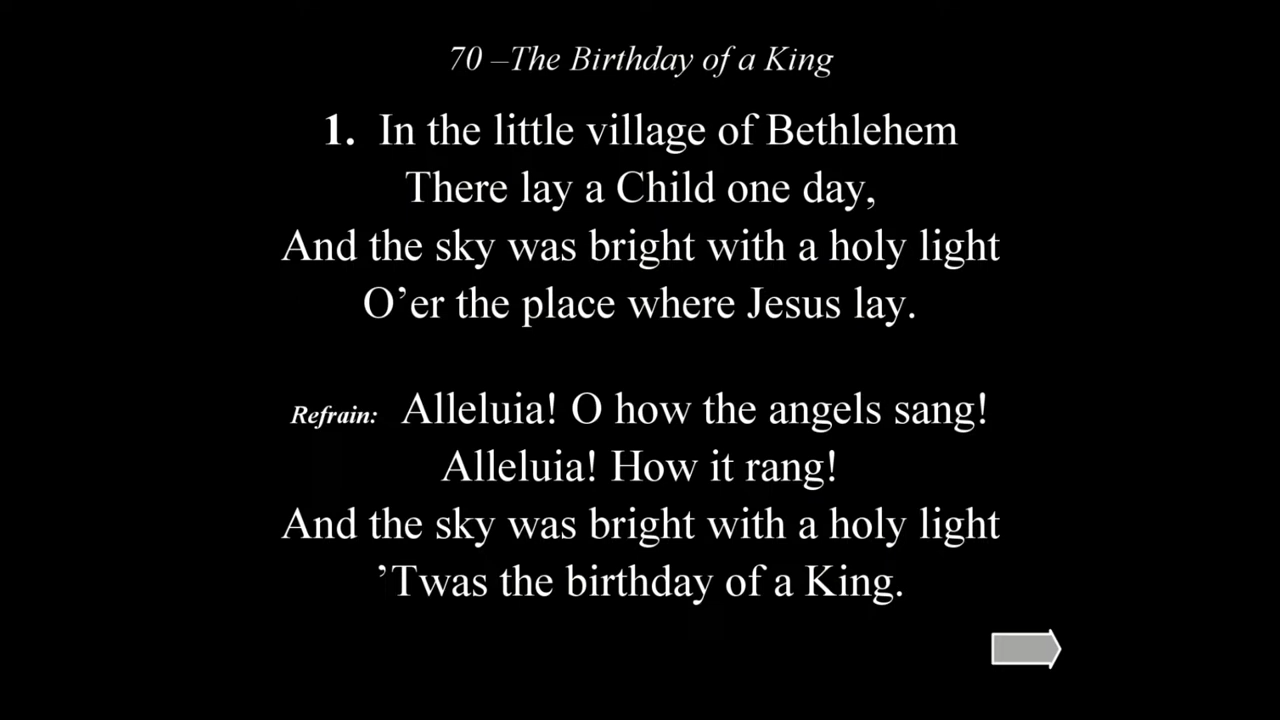 70 –The Birthday of a King
1. In the little village of Bethlehem
There lay a Child one day,
And the sky was bright with a holy light
O’er the place where Jesus lay.
Refrain: Alleluia! O how the angels sang!
Alleluia! How it rang!
And the sky was bright with a holy light
’Twas the birthday of a King.